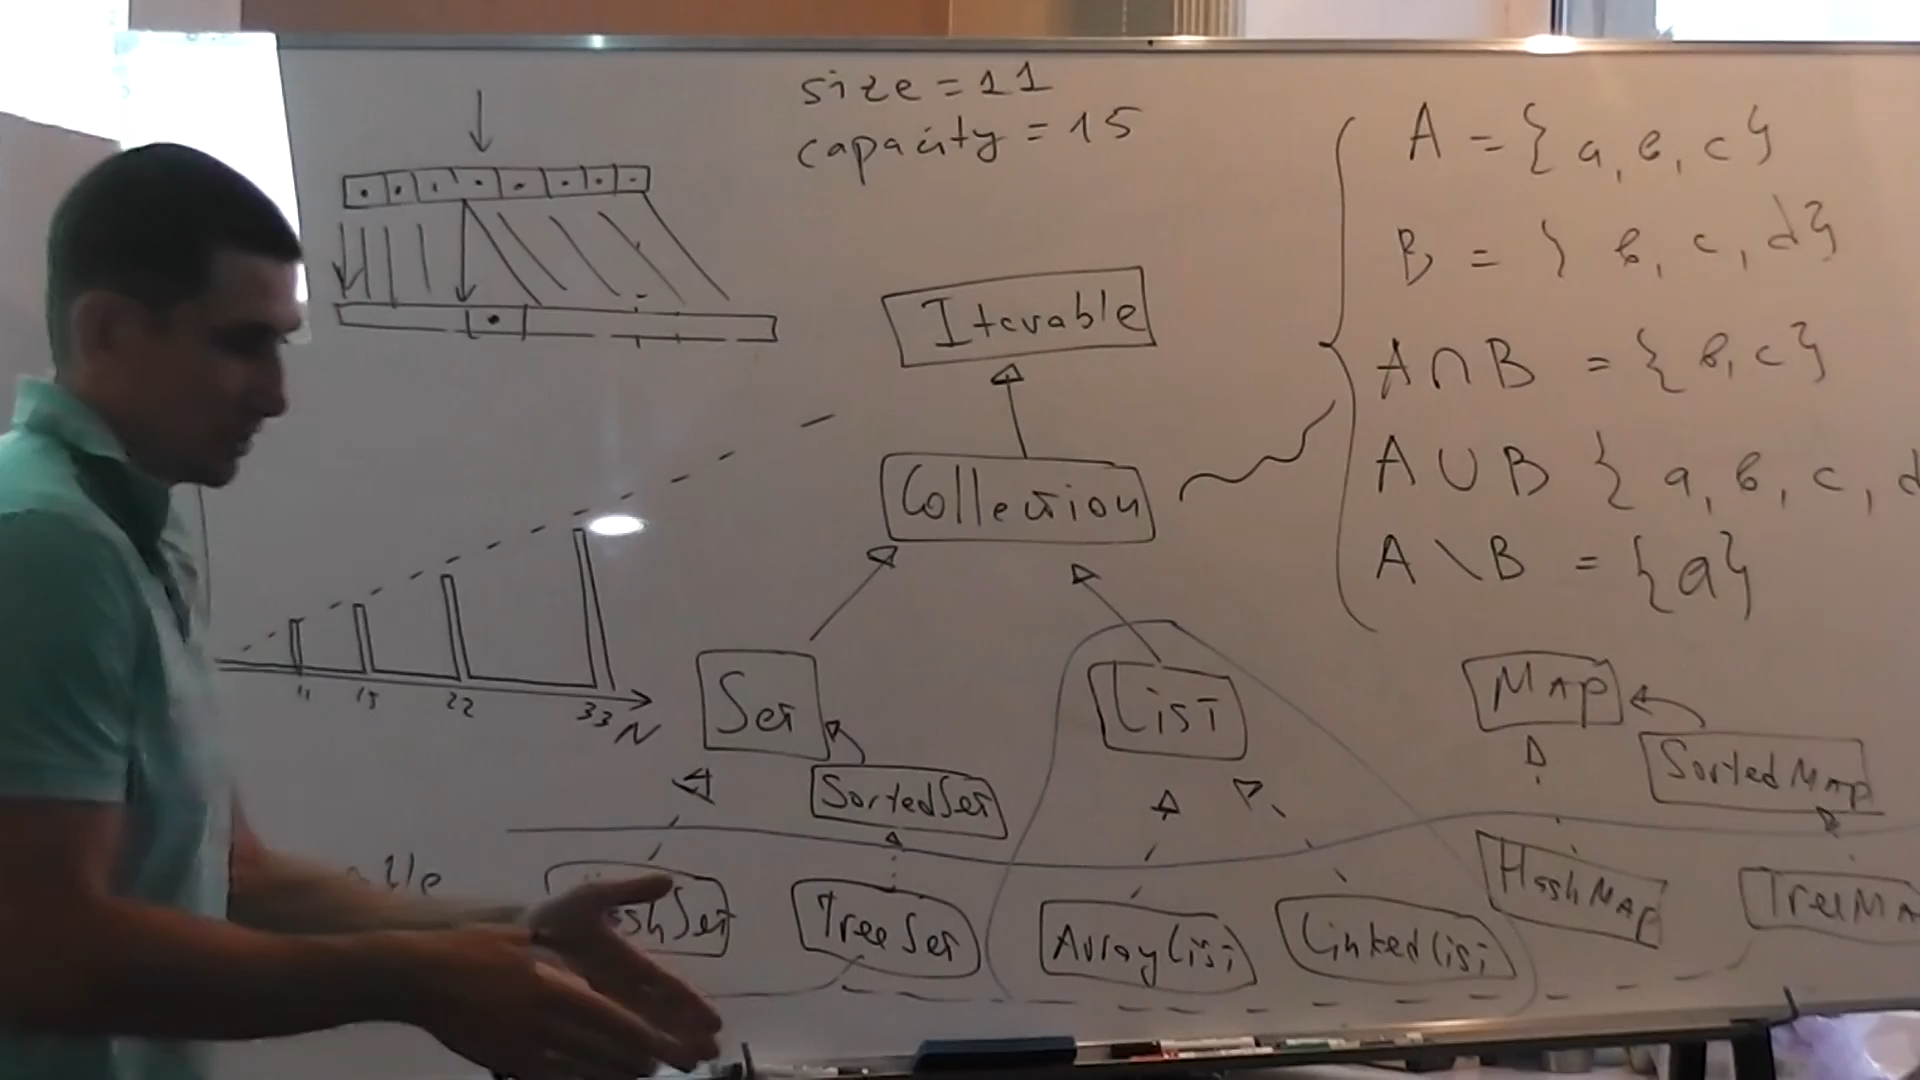 size = 11
capacity = 15
A = {a, b, c}
B = { b, c, d}
A∩B = {b, c}
A∪B { a, b, c, d
A \ B = {a}
Iterable
Collection
11 15 22 33 N
Set
List
Map
SortedSet
SortedMap
shSet
TreeSet
ArrayList
LinkedList
HashMap
TreeMa